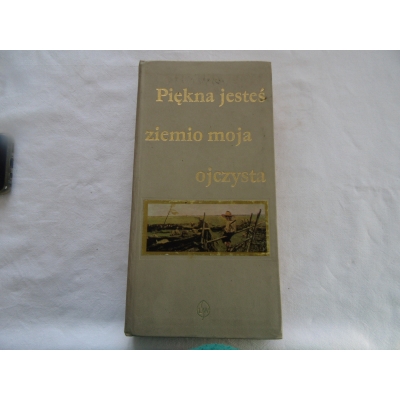 Piękna jesteś
ziemio moja
ojczysta